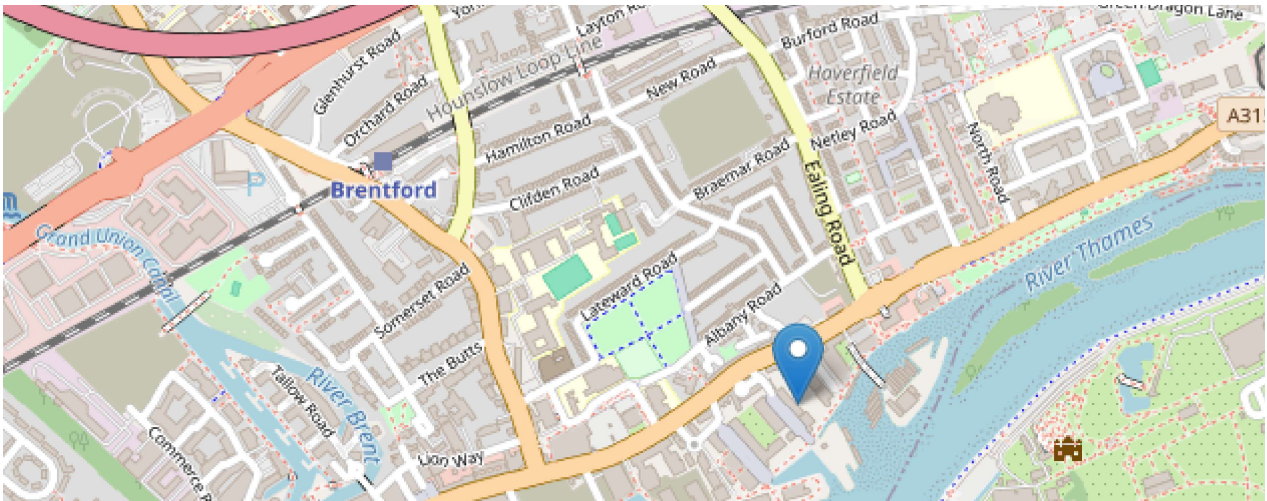 Layton Ro
Green Dragon Lane
Glenhurst Road
Orchard Road
Hounslow Loop Line
New Road
Burford Road
Haverfield
Estate
A315
Hamilton Road
Netley Road
North Road
Brentford
Clifden Road
Braemar Road
Ealing Road
Grand Union Canal
River Thames
Somerset Road
Lateward Road
Albany Road
The Butts
River Brent
Tallow Road
Commerce R
Lion Way
P